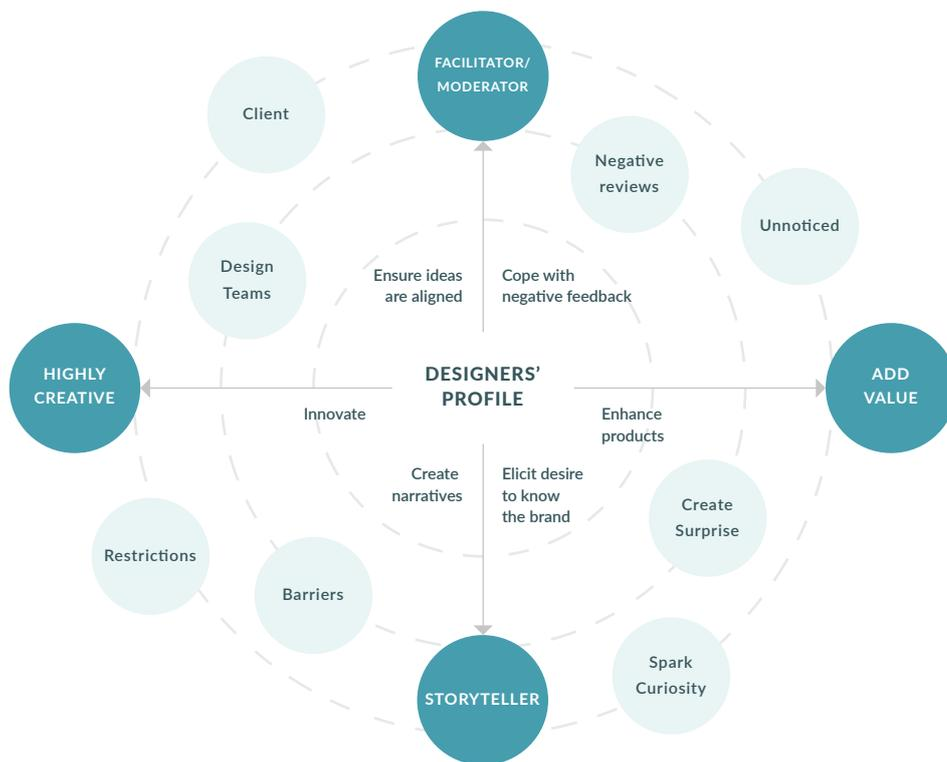 FACILITATOR/
MODERATOR
Client
Negative
reviews
Unnoticed
Design
Teams
Ensure ideas
are aligned
Cope with
negative feedback
HIGHLY
CREATIVE
DESIGNERS’
PROFILE
ADD
VALUE
Innovate
Enhance
products
Create
narratives
Elicit desire
to know
the brand
Create
Surprise
Restrictions
Barriers
Spark
Curiosity
STORYTELLER